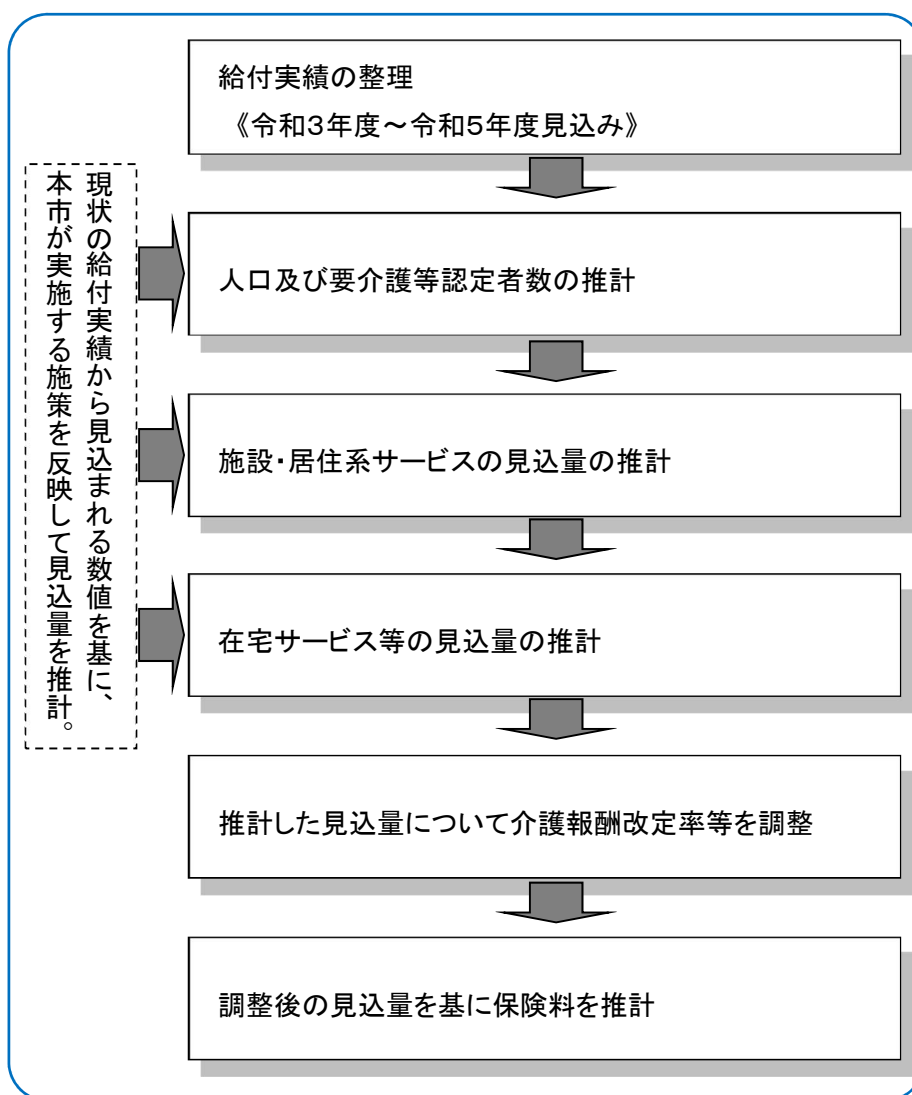 給付実績の整理
《令和3年度～令和5年度見込み》
現状の給付実績から見込まれる数値を基に、
本市が実施する施策を反映して見込量を推計。
人口及び要介護等認定者数の推計
施設・居住系サービスの見込量の推計
在宅サービス等の見込量の推計
推計した見込量について介護報酬改定率等を調整
調整後の見込量を基に保険料を推計